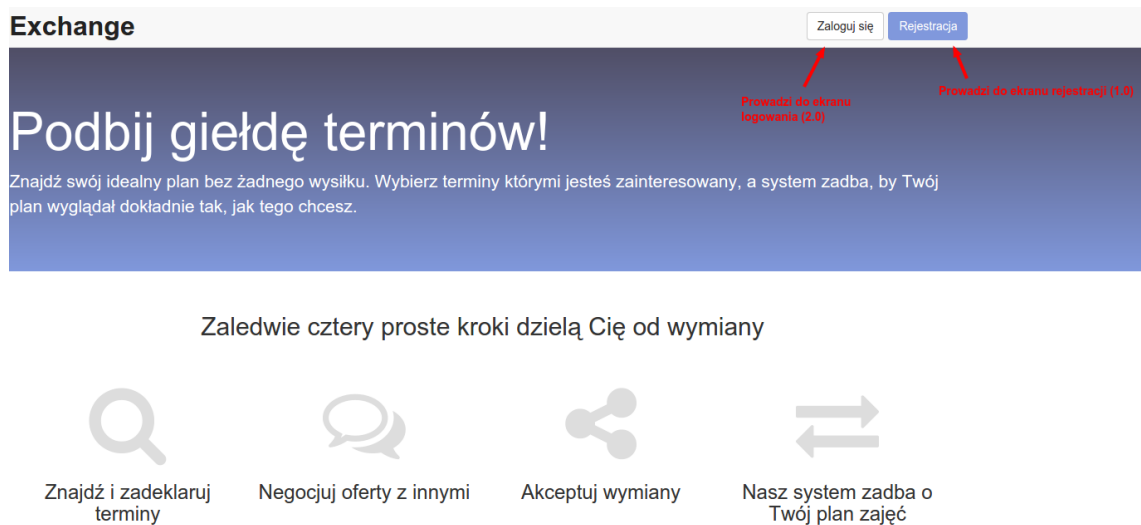 Exchange
Zaloguj się
Rejestracja
Prowadzi do ekranu
logowania (2.0)
Prowadzi do ekranu rejestracji (1.0)
Podbij giełdę terminów!
Znajdź swój idealny plan bez żadnego wysiłku. Wybierz terminy którymi jesteś zainteresowany, a system zadba, by Twój
plan wyglądał dokładnie tak, jak tego chcesz.
Zaledwie cztery proste kroki dzielą Cię od wymiany
Znajdź i zadeklaruj
terminy
Negocjuj oferty z innymi
Akceptuj wymiany
Nasz system zadba o
Twój plan zajęć